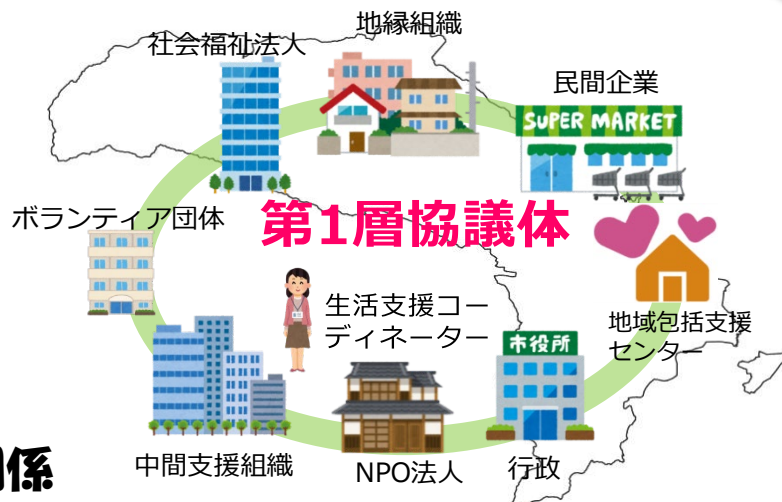 地縁組織
社会福祉法人
民間企業
SUPER MARKET
ボランティア団体
第1層協議体
生活支援コー
ディネーター
地域包括支援
センター
市役所
係
中間支援組織
NPO法人
行政